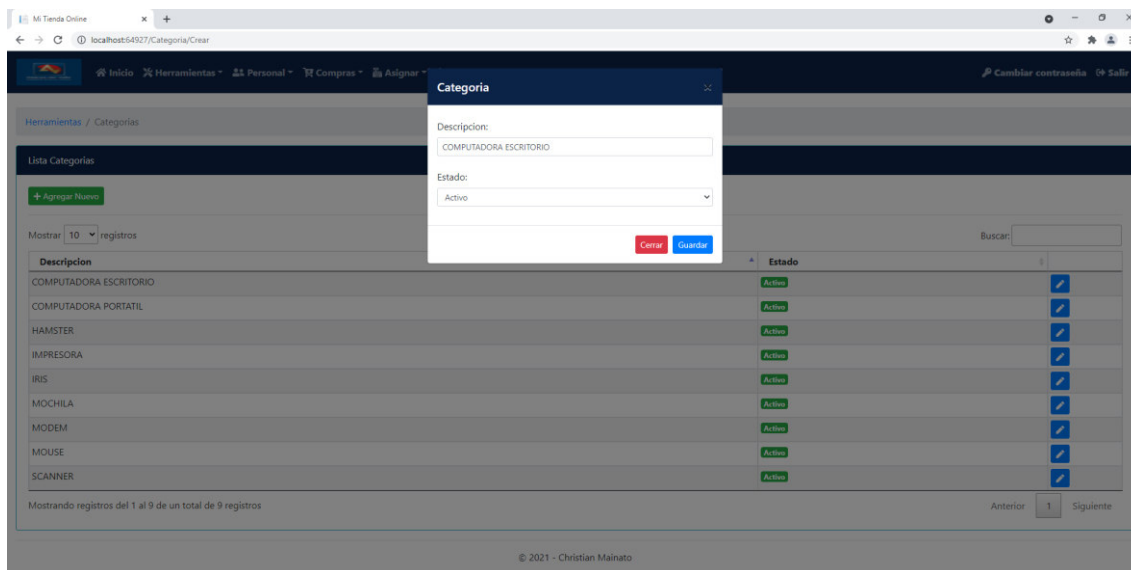 Mi Tienda Online
localhost:64927/Categoria/Crear
Inicio Herramientas Personal Compras Asignar
Cambiar contraseña Salir
Herramientas / Categorias
Lista Categorias
Agregar Nuevo
Mostrar 10 registros
Buscar:
Categoria
Descripcion:
COMPUTADORA ESCRITORIO
Estado:
Activo
Cerrar Guardar
Descripcion Estado
COMPUTADORA ESCRITORIO Activo
COMPUTADORA PORTATIL Activo
HAMSTER Activo
IMPRESORA Activo
IRIS Activo
MOCHILA Activo
MODEM Activo
MOUSE Activo
SCANNER Activo
Mostrando registros del 1 al 9 de un total de 9 registros
Anterior 1 Siguiente
© 2021 - Christian Mainato